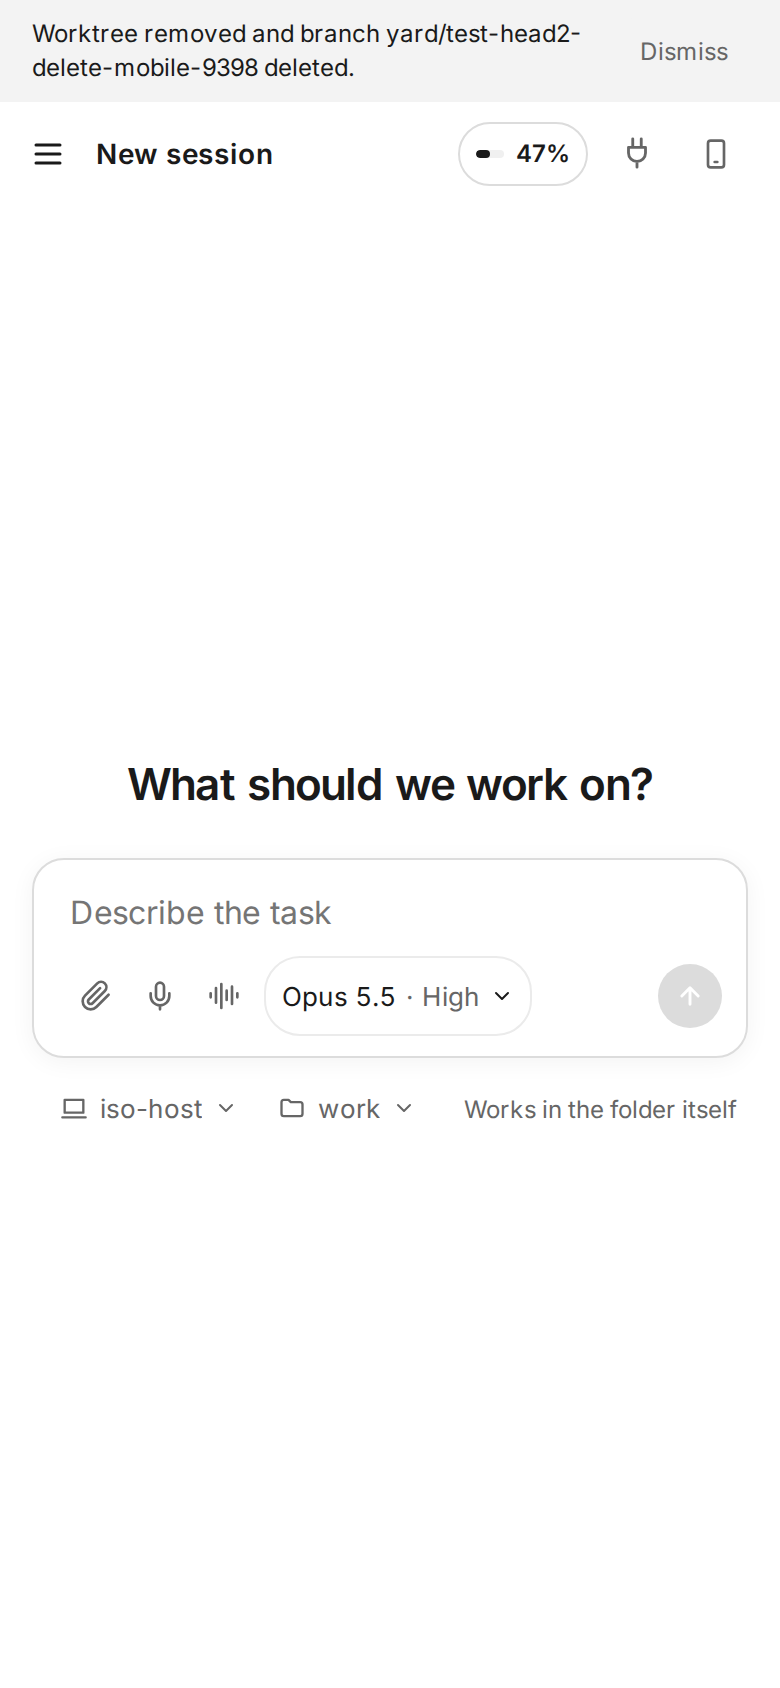 Worktree removed and branch yard/test-head2-
delete-mobile-9398 deleted.
Dismiss
New session
47%
What should we work on?
Describe the task
Opus 5.5 · High
iso-host
work
Works in the folder itself